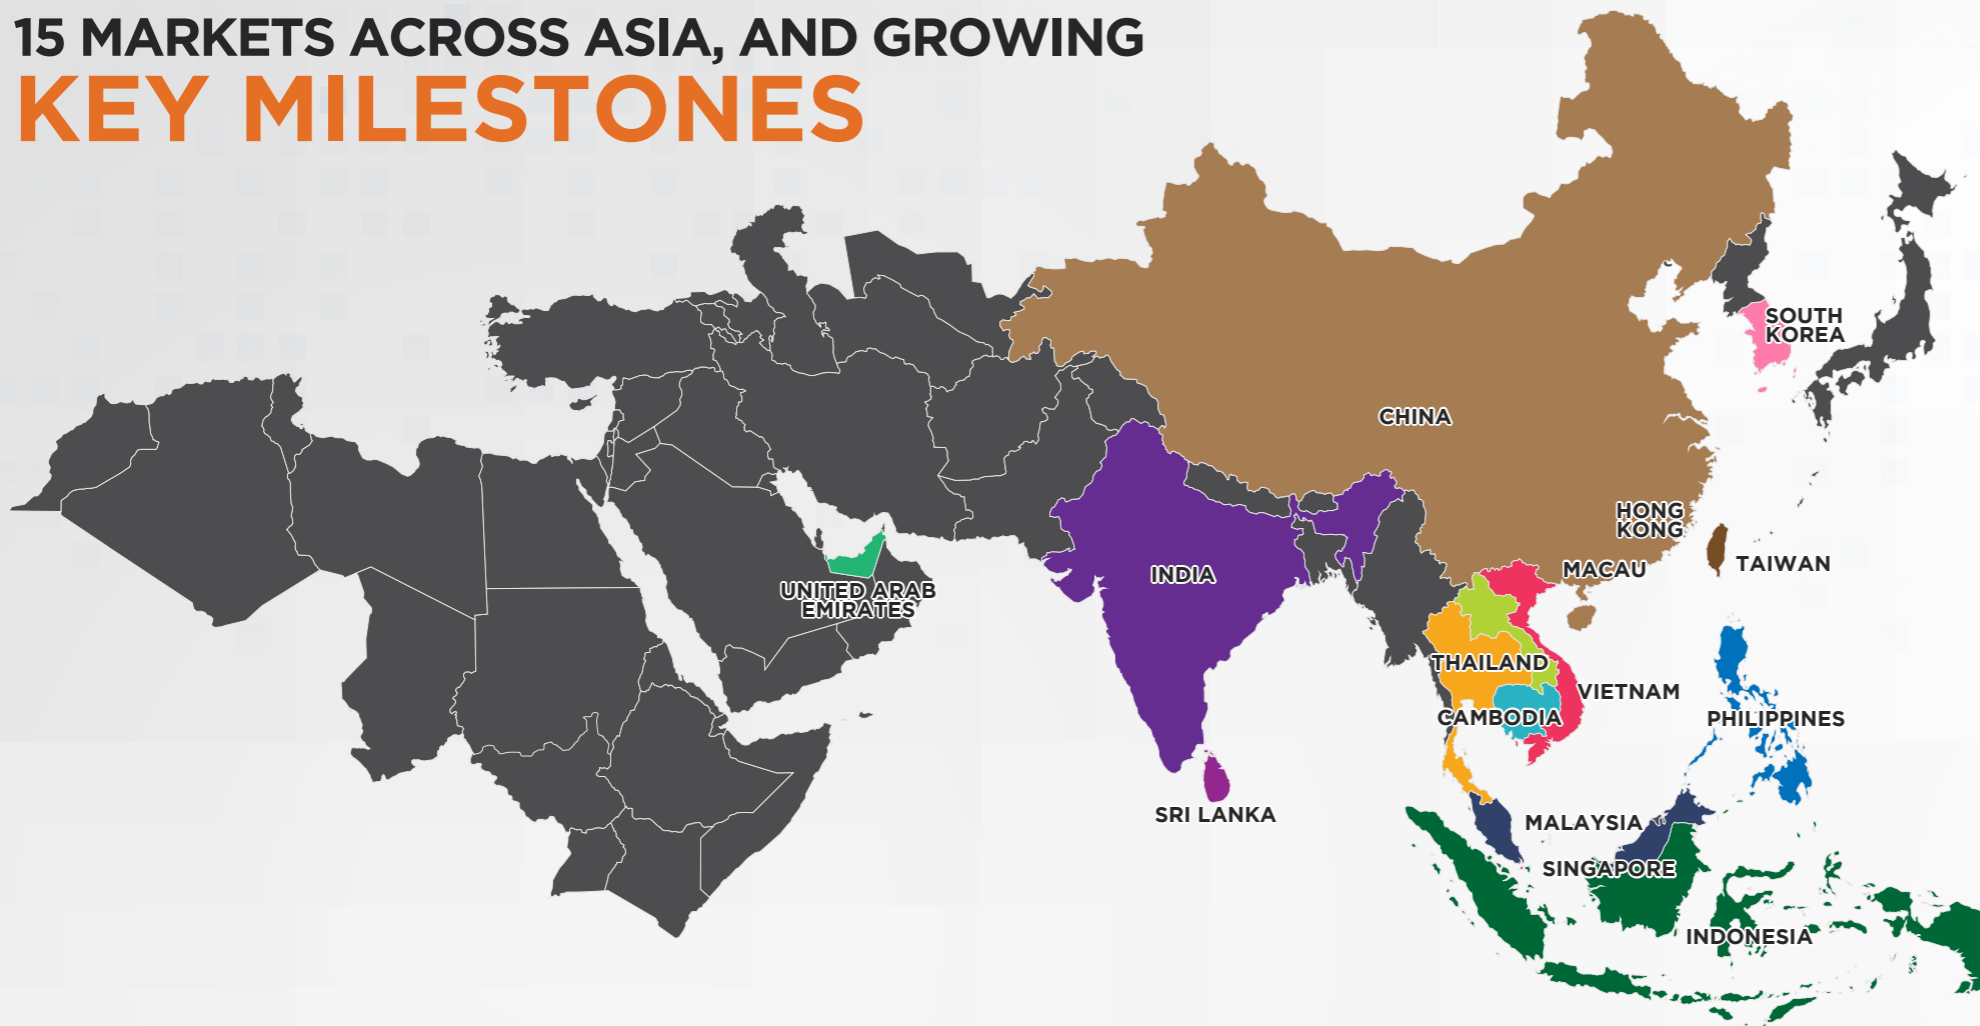 15 MARKETS ACROSS ASIA, AND GROWING
KEY MILESTONES
SOUTH
KOREA
CHINA
HONG
KONG
TAIWAN
MACAU
INDIA
UNITED ARAB
EMIRATES
THAILAND
VIETNAM
CAMBODIA
PHILIPPINES
SRI LANKA
MALAYSIA
SINGAPORE
INDONESIA